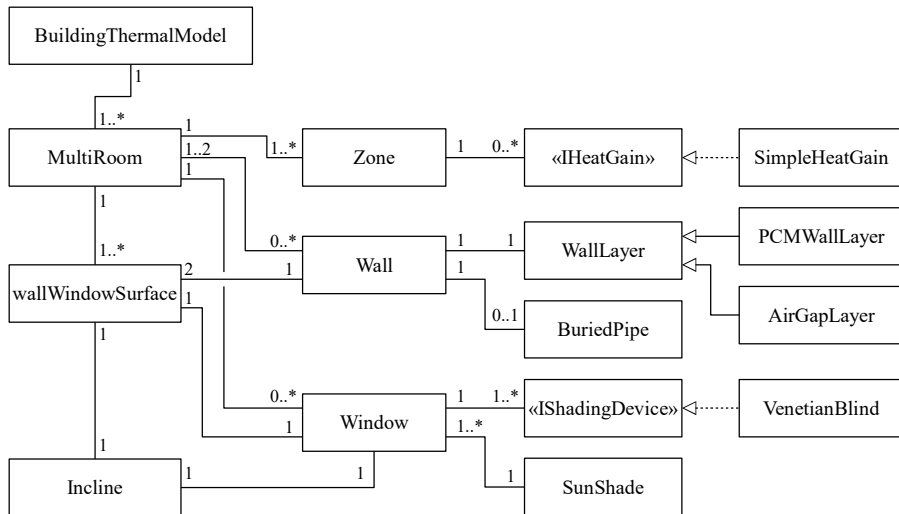 BuildingThermalModel
1
1..*
1
1
1..*
1
0..*
MultiRoom
1..2
Zone
«IHeatGain»
SimpleHeatGain
1
1
1..*
0..*
1
1
PCMWallLayer
wallWindowSurface
2
1
Wall
1
WallLayer
1
0..1
AirGapLayer
1
BuriedPipe
0..*
1
1..*
1
Window
1..*
«IShadingDevice»
VenetianBlind
1
1
1
1
Incline
SunShade